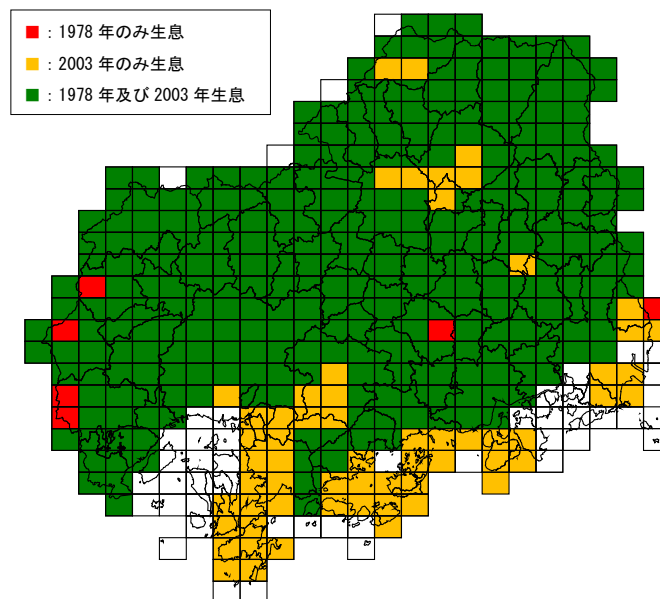 ■：1978 年のみ生息
■：2003 年のみ生息
■：1978 年及び 2003 年生息